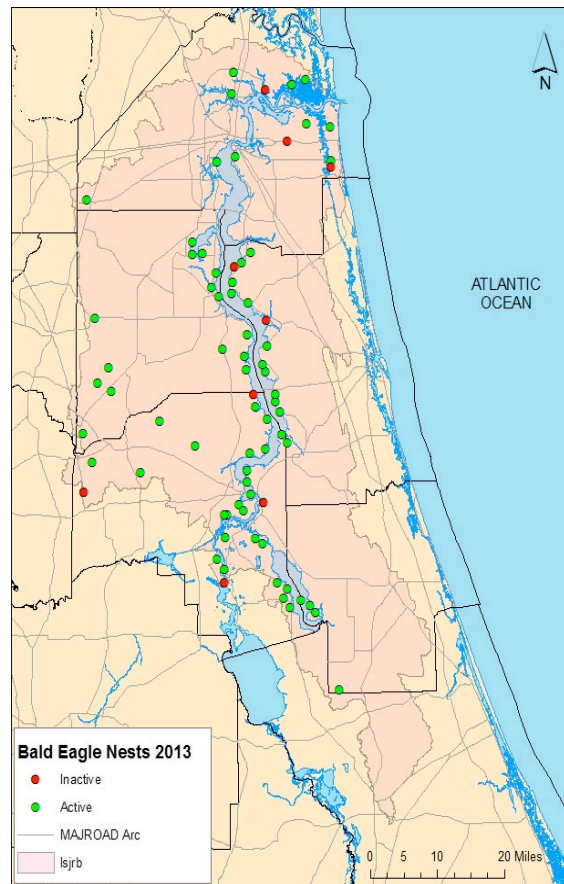 N
ATLANTIC
OCEAN
Bald Eagle Nests 2013
Inactive
Active
MAJROAD Arc
lsjrb
0 5 10 20 Miles